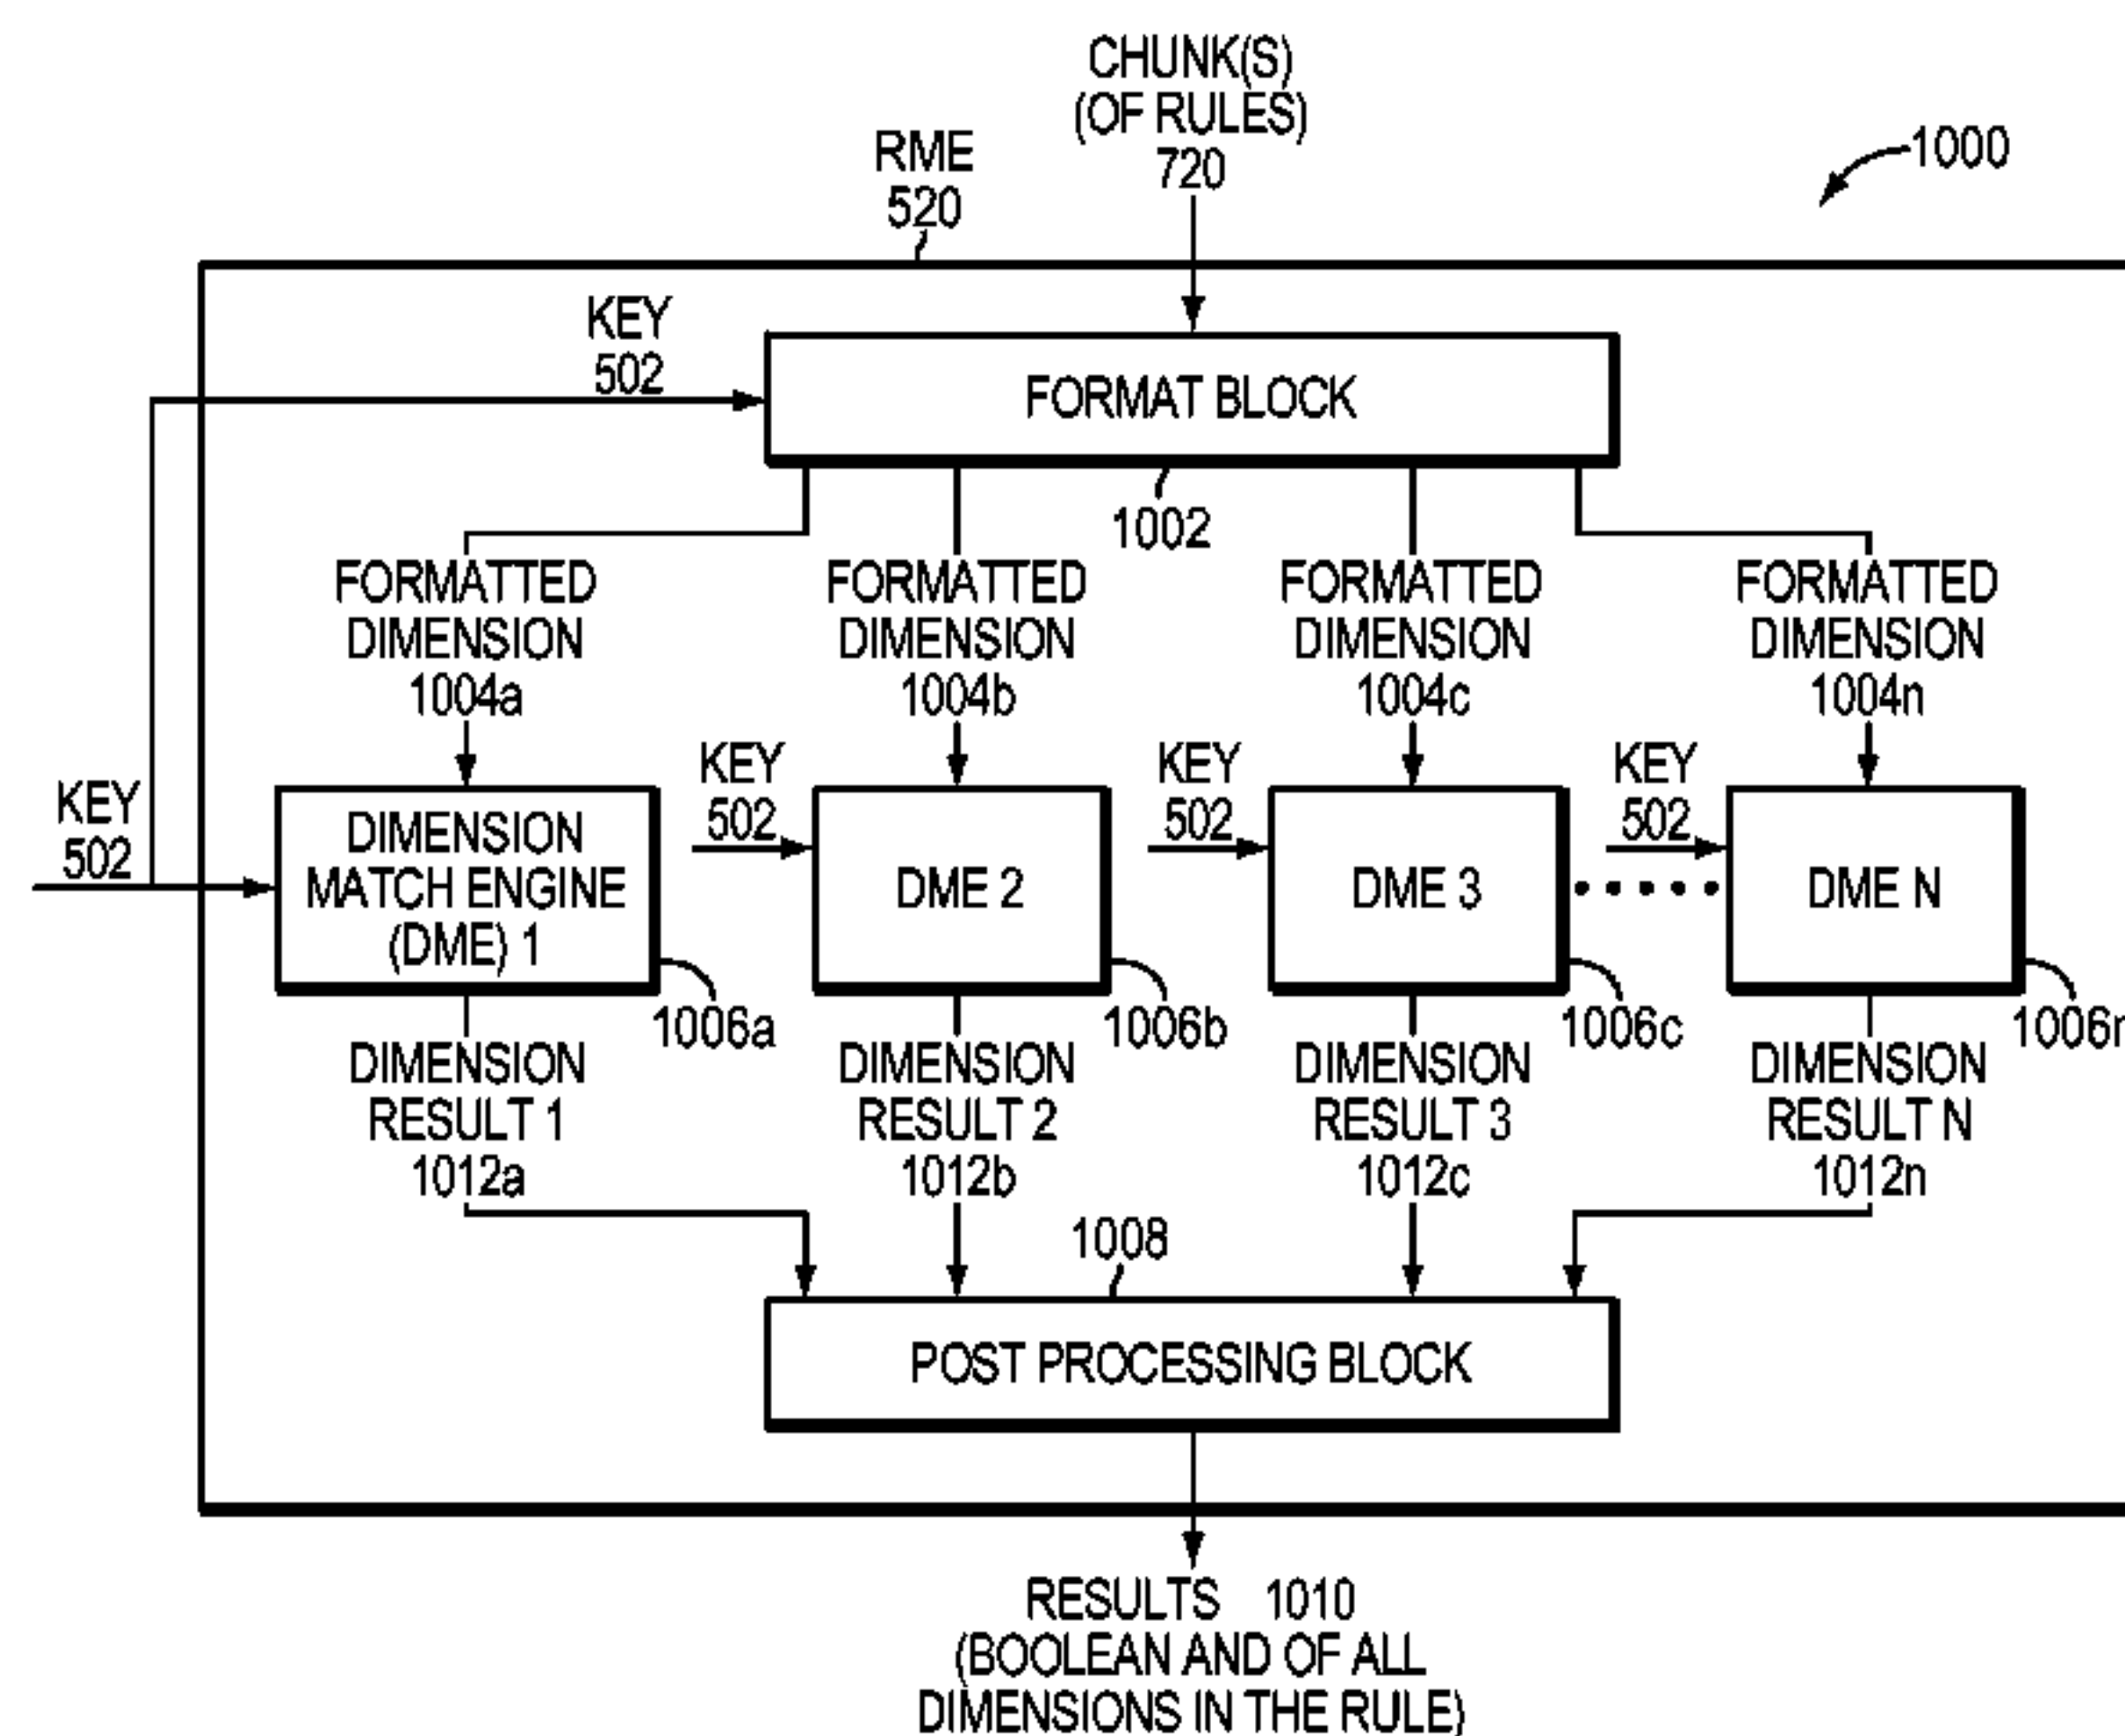 CHUNK(S)
(OF RULES)
720
RME
520
1000
KEY
502
FORMAT BLOCK
1002
FORMATTED
DIMENSION
1004a
FORMATTED
DIMENSION
1004b
FORMATTED
DIMENSION
1004c
FORMATTED
DIMENSION
1004n
KEY
502
KEY
502
KEY
502
KEY
502
DIMENSION
MATCH ENGINE
(DME) 1
DME 2
DME 3
DME N
1006a
1006b
1006c
DIMENSION
RESULT 1
1012a
DIMENSION
RESULT 2
1012b
DIMENSION
RESULT 3
1012c
DIMENSION
RESULT N
1012n
1008
POST PROCESSING BLOCK
RESULTS 1010
(BOOLEAN AND OF ALL
DIMENSIONS IN THE RULE)